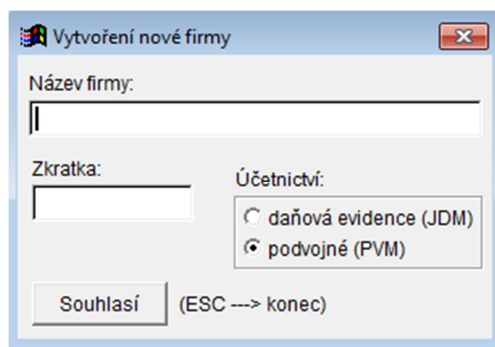 Vytvoření nové firmy
Název firmy:
Zkratka:
Účetnictví:
daňová evidence (JDM)
podvojné (PVM)
Souhlasí (ESC ---> konec)